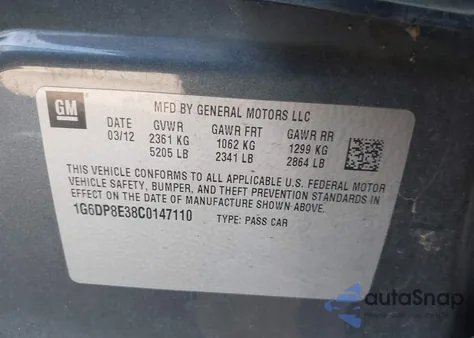 GM
MFD BY GENERAL MOTORS LLC
DATE GVWR GAWR FRT GAWR RR
03/12 2361 KG 1062 KG 1299 KG
5205 LB 2341 LB 2864 LB
THIS VEHICLE CONFORMS TO ALL APPLICABLE U.S. FEDERAL MOTOR
VEHICLE SAFETY, BUMPER, AND THEFT PREVENTION STANDARDS IN
EFFECT ON THE DATE OF MANUFACTURE SHOWN ABOVE.
1G6DP8E38C0147110 TYPE: PASS CAR
autaSnap